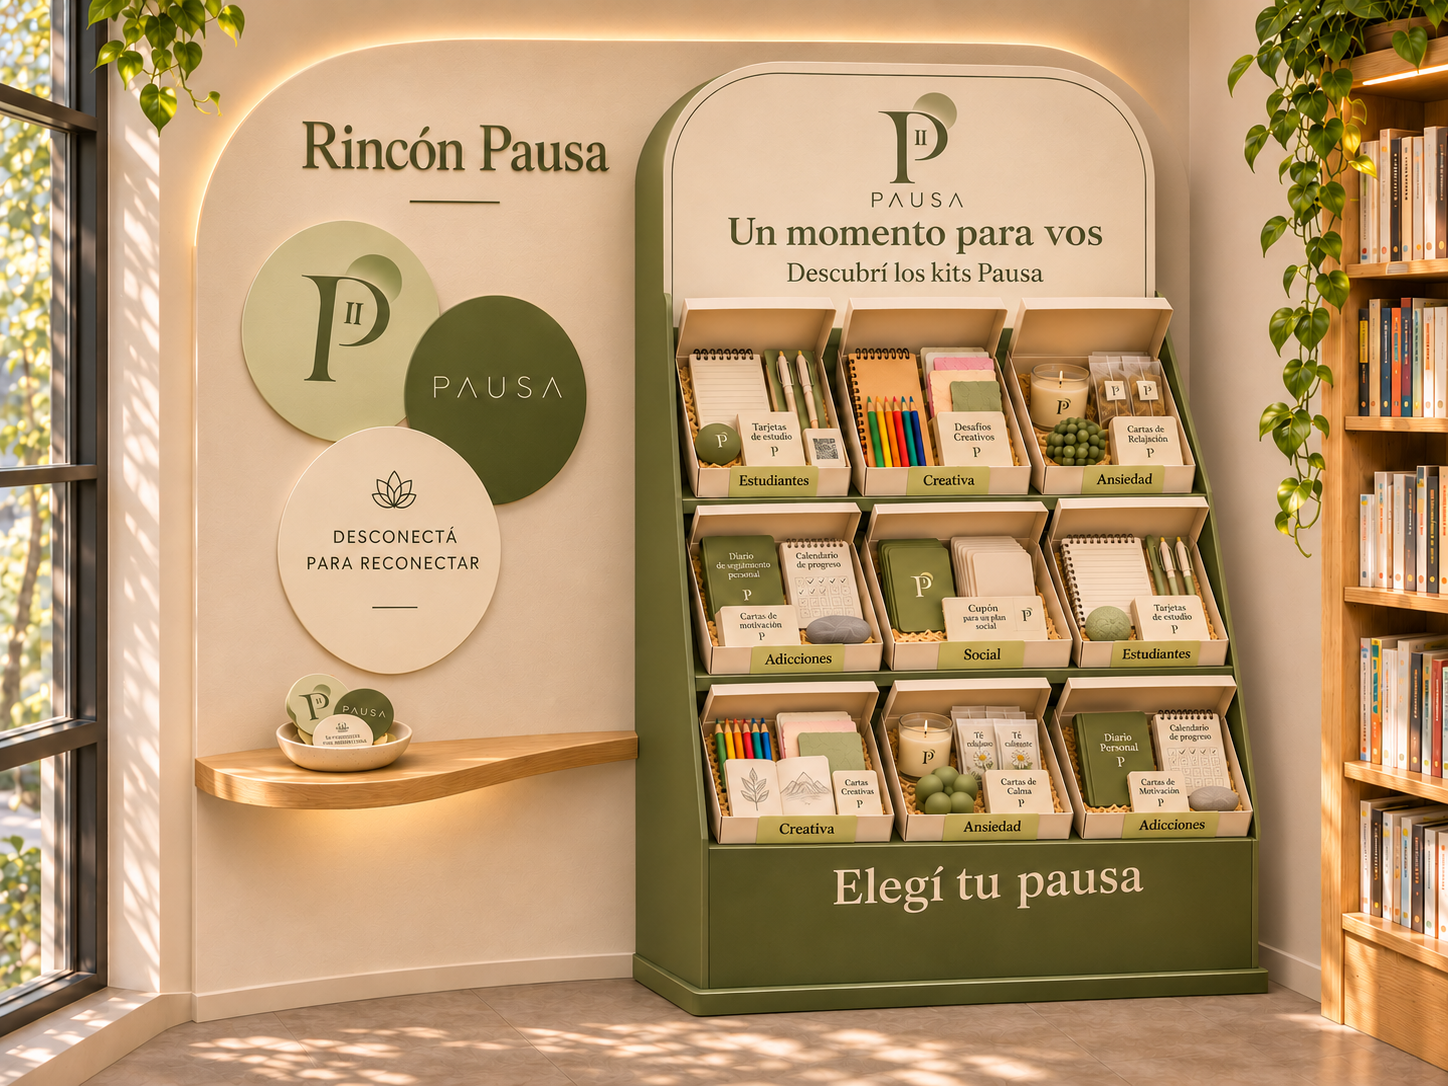 Rincón Pausa
P II
PAUSA
DESCONECTÁ
PARA RECONECTAR
P II
PAUSA
P II
PAUSA
Un momento para vos
Descubrí los kits Pausa
P
Tarjetas
de estudio
P
Estudiantes
Desafíos
Creativos
P
Creativa
P
P
P
Cartas de
Relajación
P
Ansiedad
Diario
de seguimiento
personal
P
Calendario
de progreso
Cartas de
motivación
P
Adicciones
P
Cupón
para un plan
social
P
Social
Tarjetas
de estudio
P
Estudiantes
Cartas
Creativas
P
Creativa
P
Té
relajante
Té
calmante
Cartas de
Calma
P
Ansiedad
Diario
Personal
P
Calendario
de progreso
Cartas de
Motivación
P
Adicciones
Elegí tu pausa